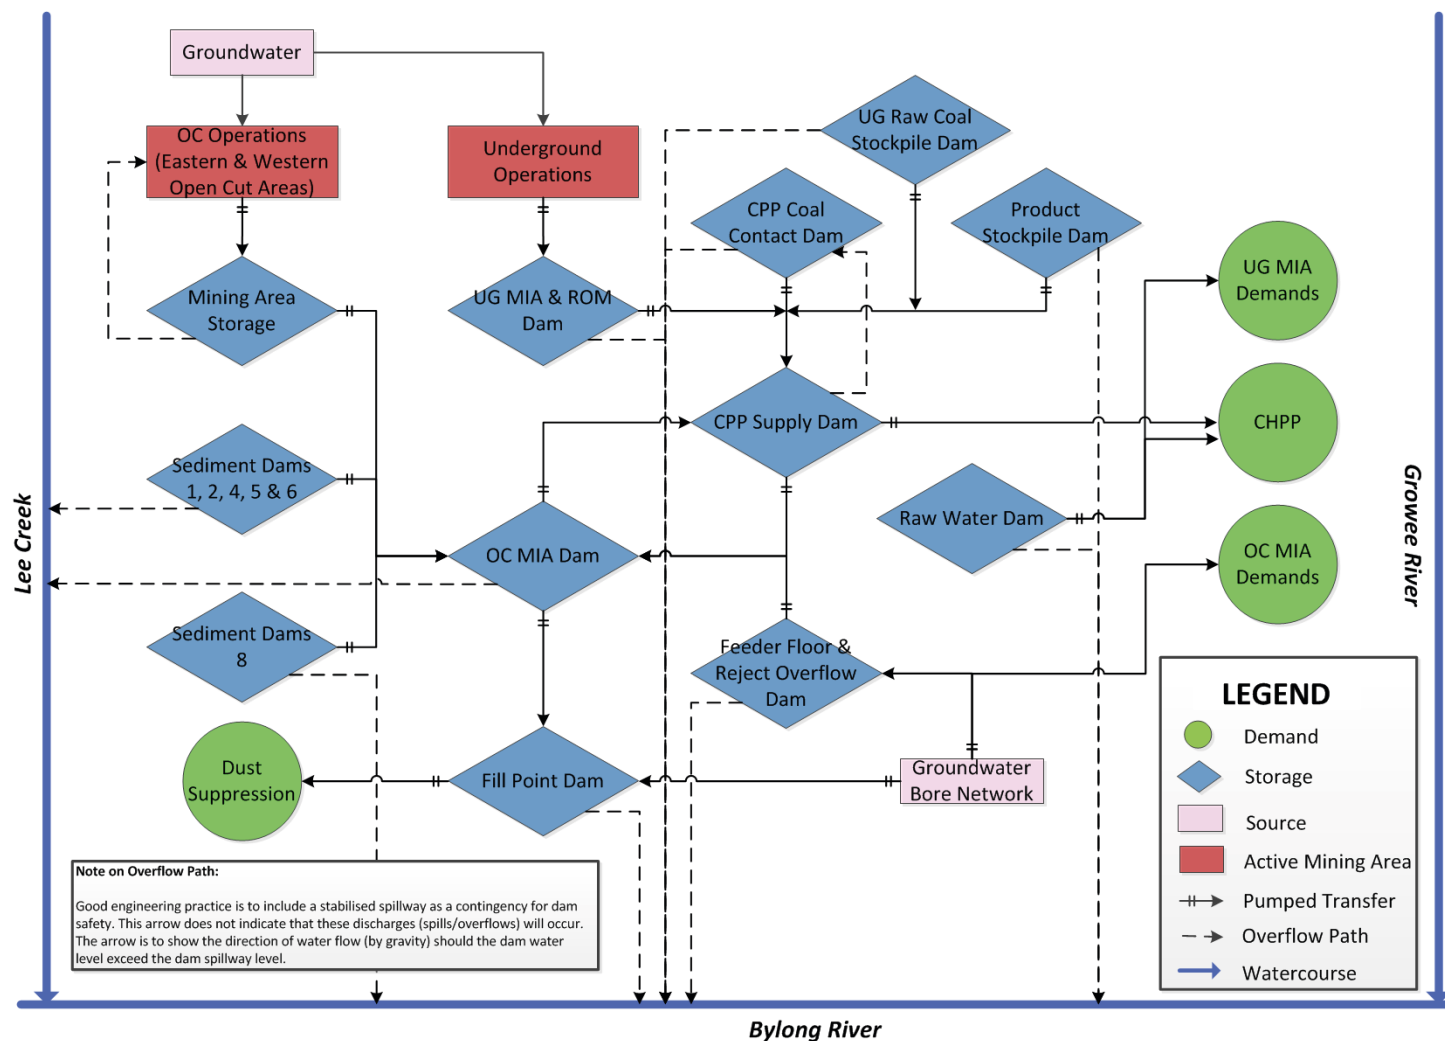 Groundwater
OC Operations
(Eastern & Western
Open Cut Areas)
Underground
Operations
UG Raw Coal
Stockpile Dam
CPP Coal
Contact Dam
Product
Stockpile Dam
UG MIA
Demands
Mining Area
Storage
UG MIA & ROM
Dam
CPP Supply Dam
CHPP
Sediment Dams
1, 2, 4, 5 & 6
Raw Water Dam
OC MIA Dam
OC MIA
Demands
Lee Creek
Growee River
Sediment Dams
8
Feeder Floor &
Reject Overflow
Dam
Dust
Suppression
Fill Point Dam
Groundwater
Bore Network
LEGEND
Demand
Storage
Source
Active Mining Area
Pumped Transfer
Overflow Path
Watercourse
Note on Overflow Path:
Good engineering practice is to include a stabilised spillway as a contingency for dam
safety. This arrow does not indicate that these discharges (spills/overflows) will occur.
The arrow is to show the direction of water flow (by gravity) should the dam water
level exceed the dam spillway level.
Bylong River